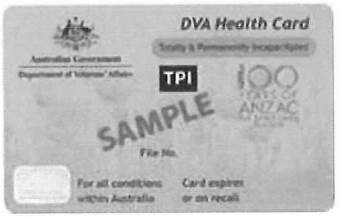 DVA Health Card
Australian Government
Department of Veterans' Affairs
Totally & Permanently Incapacitated
TPI
100
YEARS OF
ANZAC
SAMPLE
File No.
For all conditions
within Australia
Card expires
or on recall